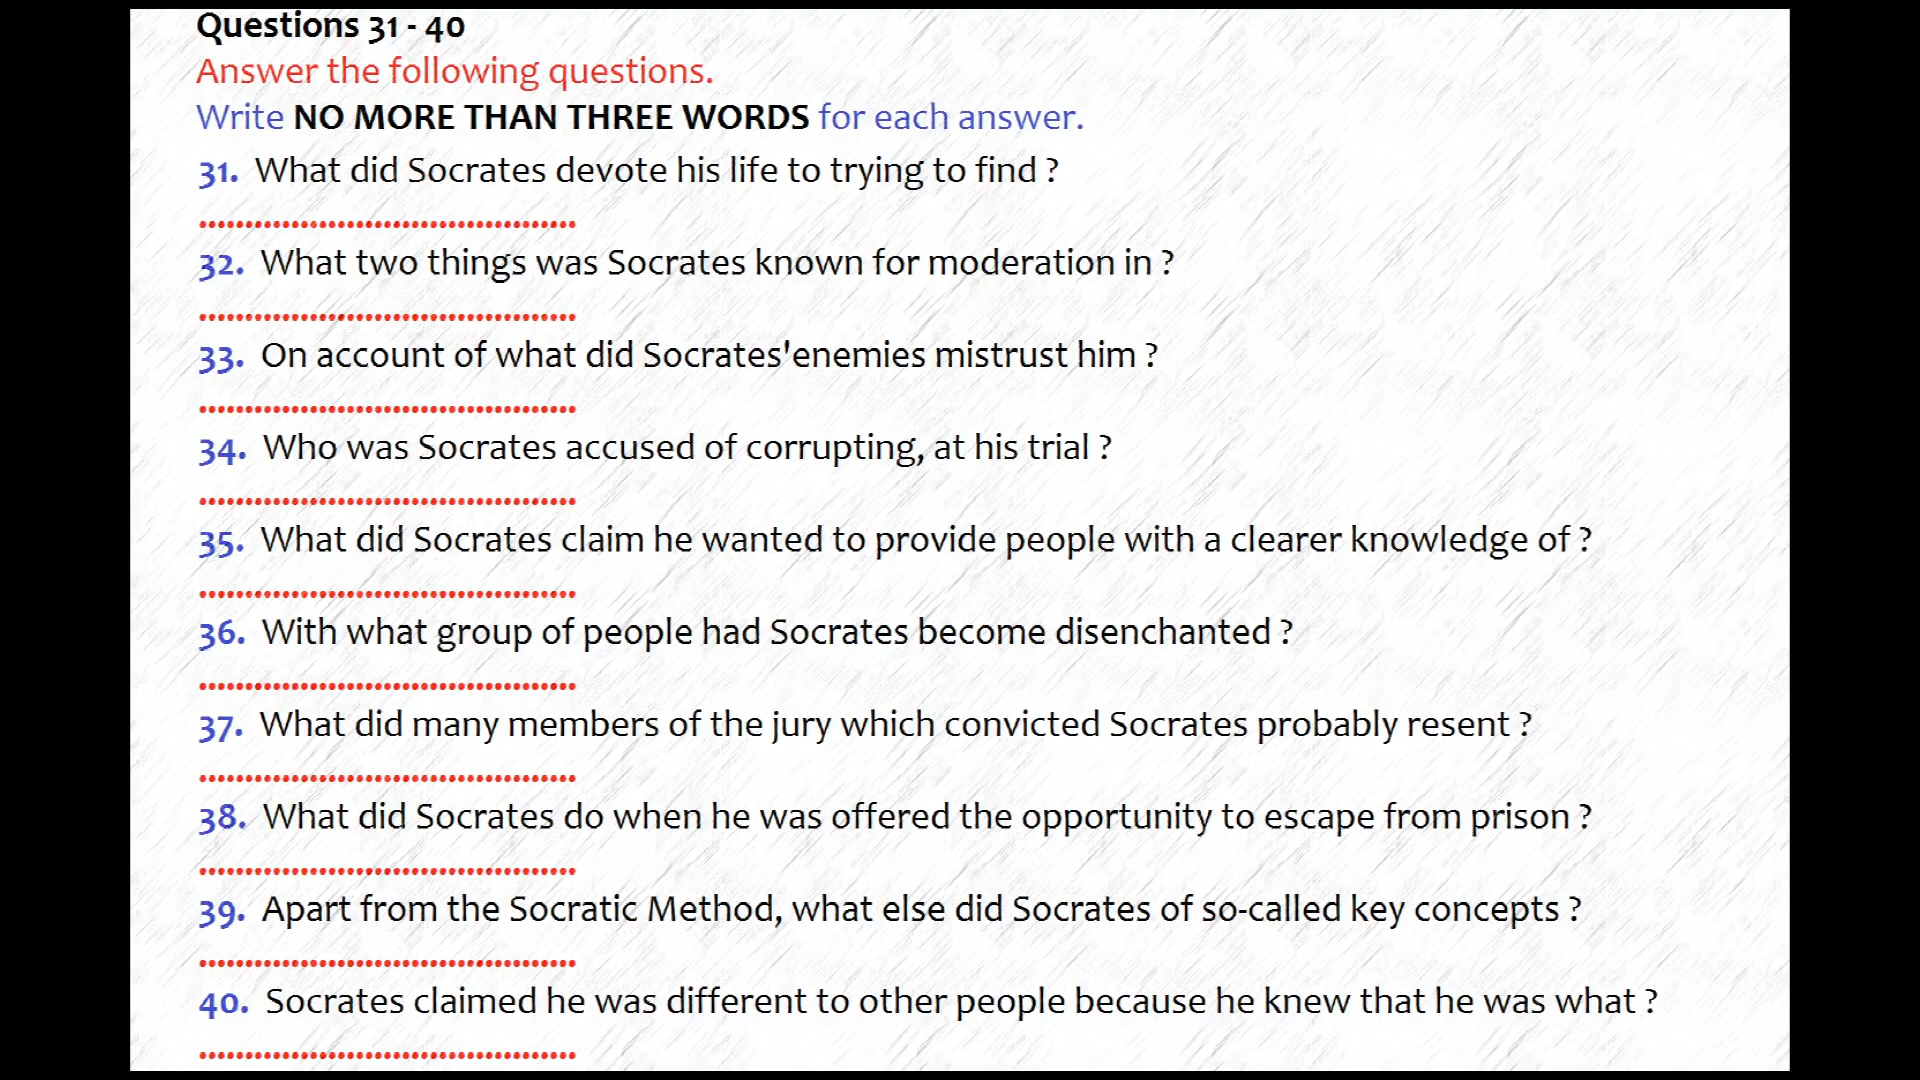 Questions 31 - 40
Answer the following questions.
Write NO MORE THAN THREE WORDS for each answer.
31. What did Socrates devote his life to trying to find ?
.........................................
32. What two things was Socrates known for moderation in ?
.........................................
33. On account of what did Socrates'enemies mistrust him ?
.........................................
34. Who was Socrates accused of corrupting, at his trial ?
.........................................
35. What did Socrates claim he wanted to provide people with a clearer knowledge of ?
.........................................
36. With what group of people had Socrates become disenchanted ?
.........................................
37. What did many members of the jury which convicted Socrates probably resent ?
.........................................
38. What did Socrates do when he was offered the opportunity to escape from prison ?
.........................................
39. Apart from the Socratic Method, what else did Socrates of so-called key concepts ?
.........................................
40. Socrates claimed he was different to other people because he knew that he was what ?
.........................................